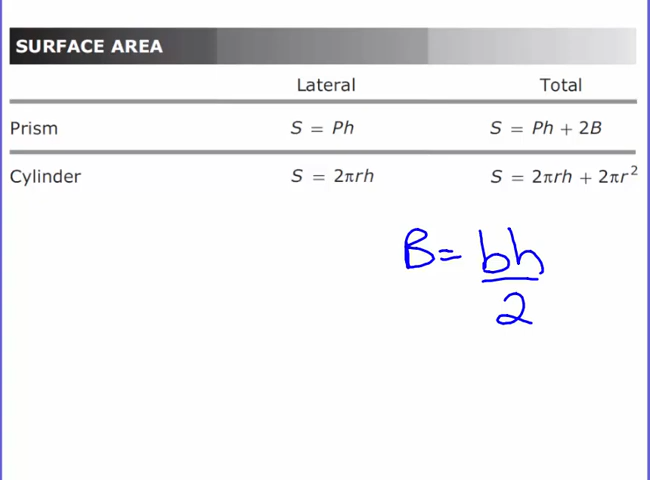 SURFACE AREA
Lateral Total
Prism S = Ph S = Ph + 2B
Cylinder S = 2πrh S = 2πrh + 2πr²
B = bh
2